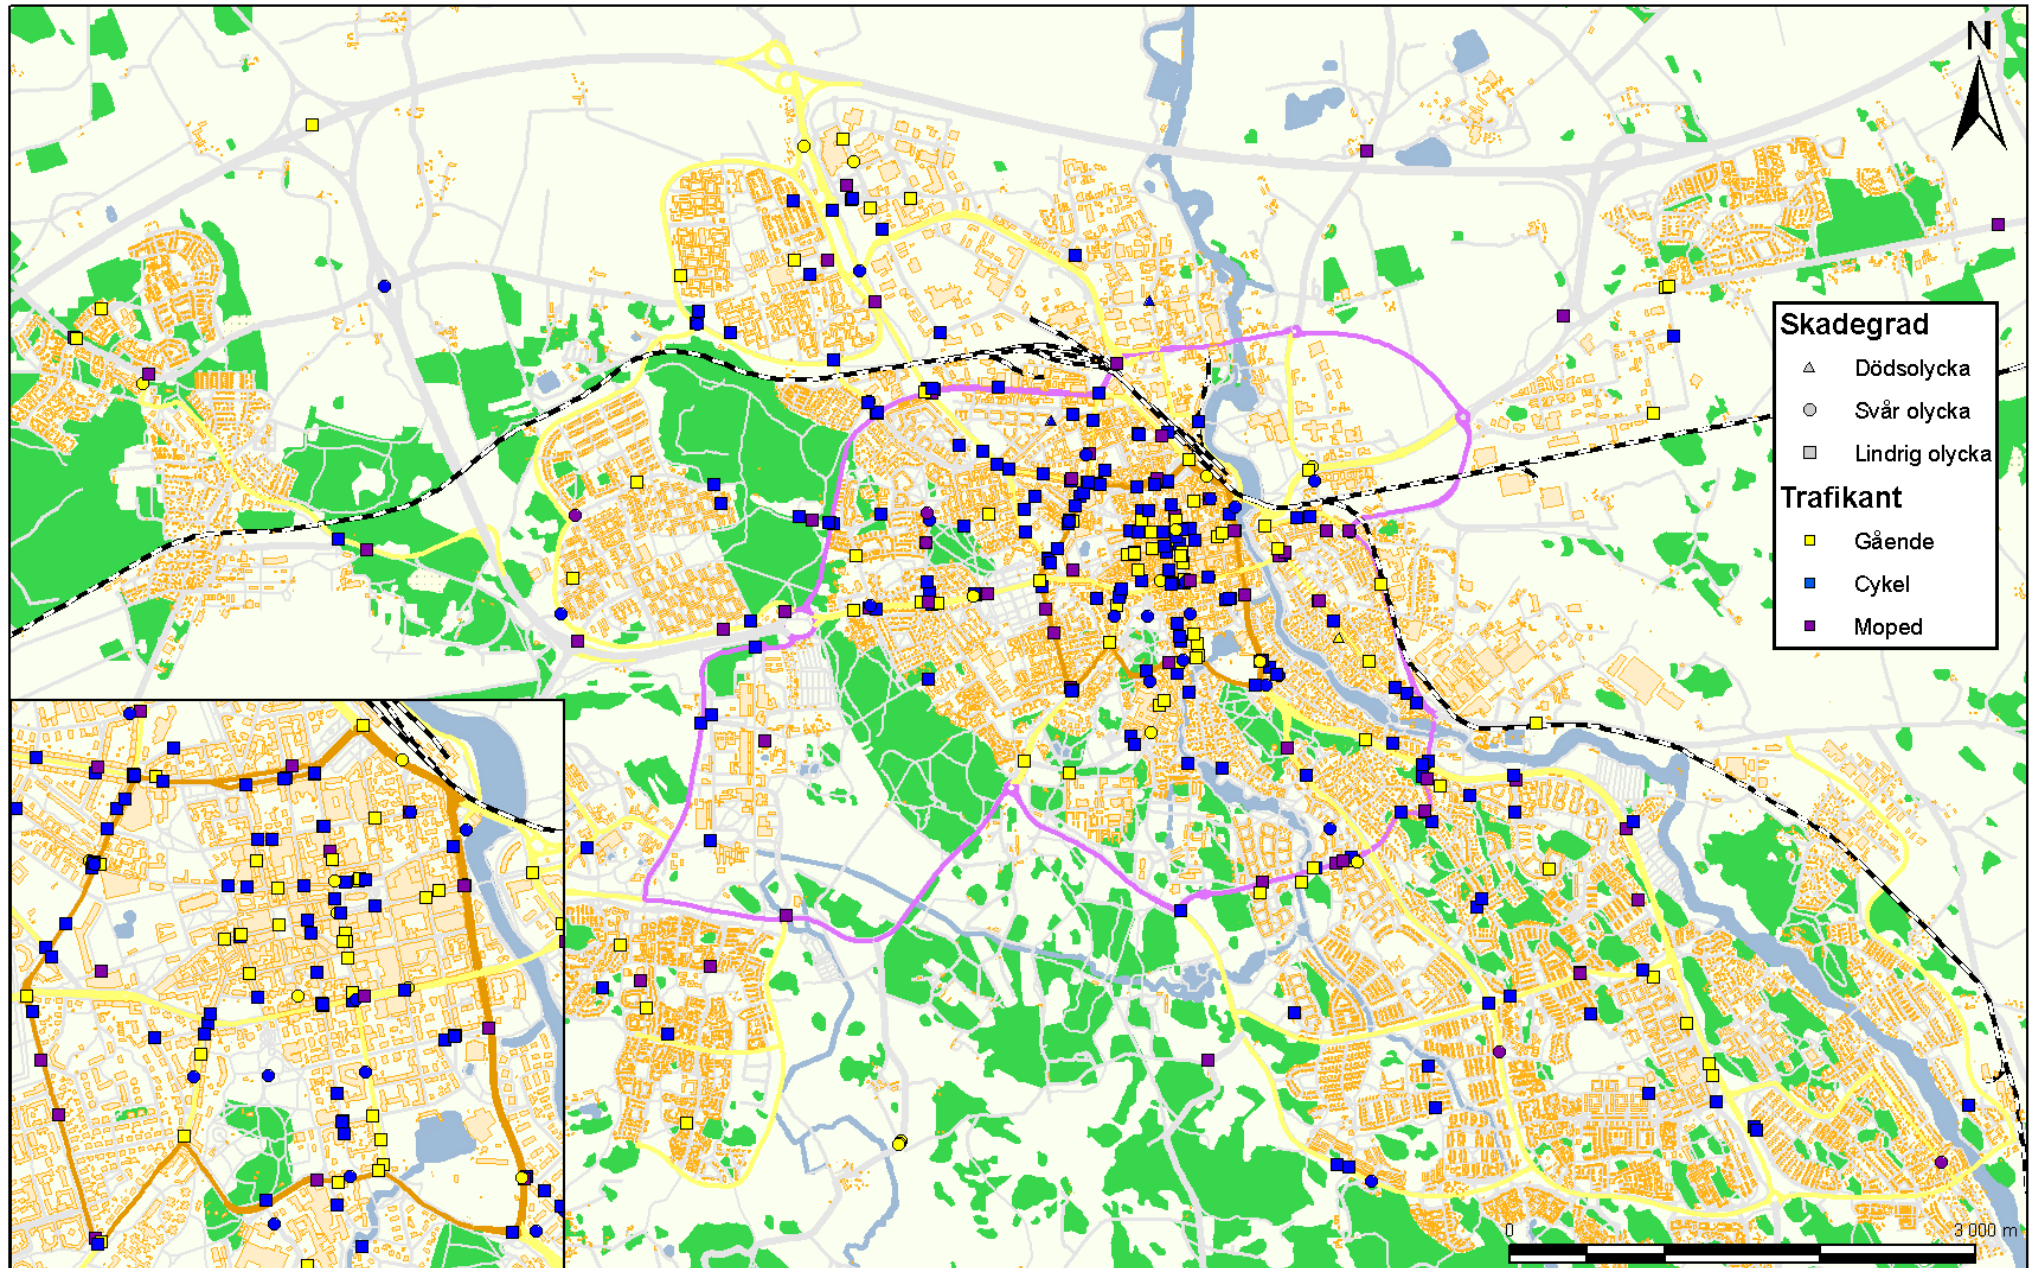 N
Skadegrad
Dödsolycka
Svår olycka
Lindrig olycka
Trafikant
Gående
Cykel
Moped
0 3 000 m